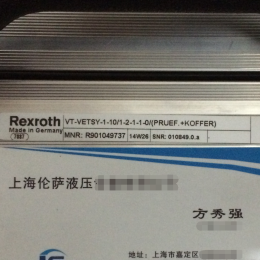 Rexroth
Made in Germany
7857
VT-VETSY-1-10/1-2-1-1-0/(PRUEF.+KOFFER)
MNR: R901049737 14W26 SNR: 010849.0.x
上海伦萨液压
方秀强
地址:上海市嘉定区